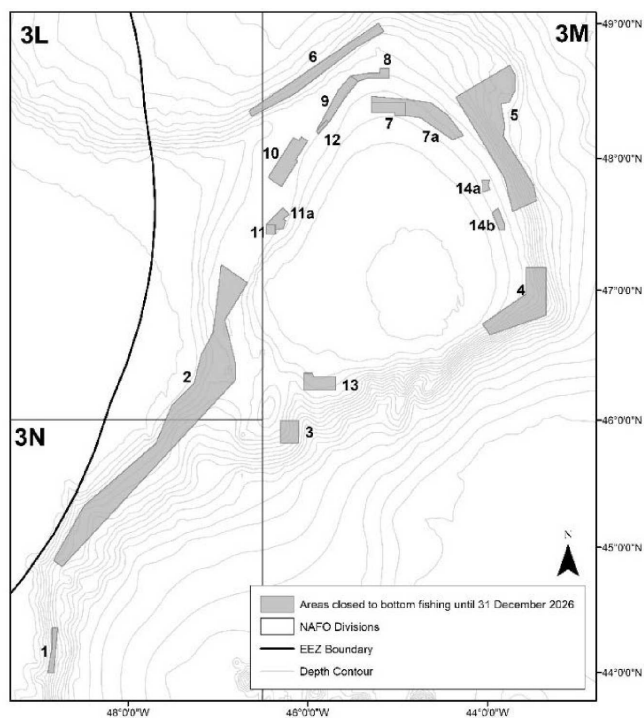 3L
3M
49°0'0"N
6
8
9
5
7
12
7a
10
48°0'0"N
14a
11a
14b
11
4
47°0'0"N
2
13
46°0'0"N
3N
3
45°0'0"N
N
Areas closed to bottom fishing until 31 December 2026
NAFO Divisions
1
EEZ Boundary
Depth Contour
44°0'0"N
48°0'0"W
46°0'0"W
44°0'0"W